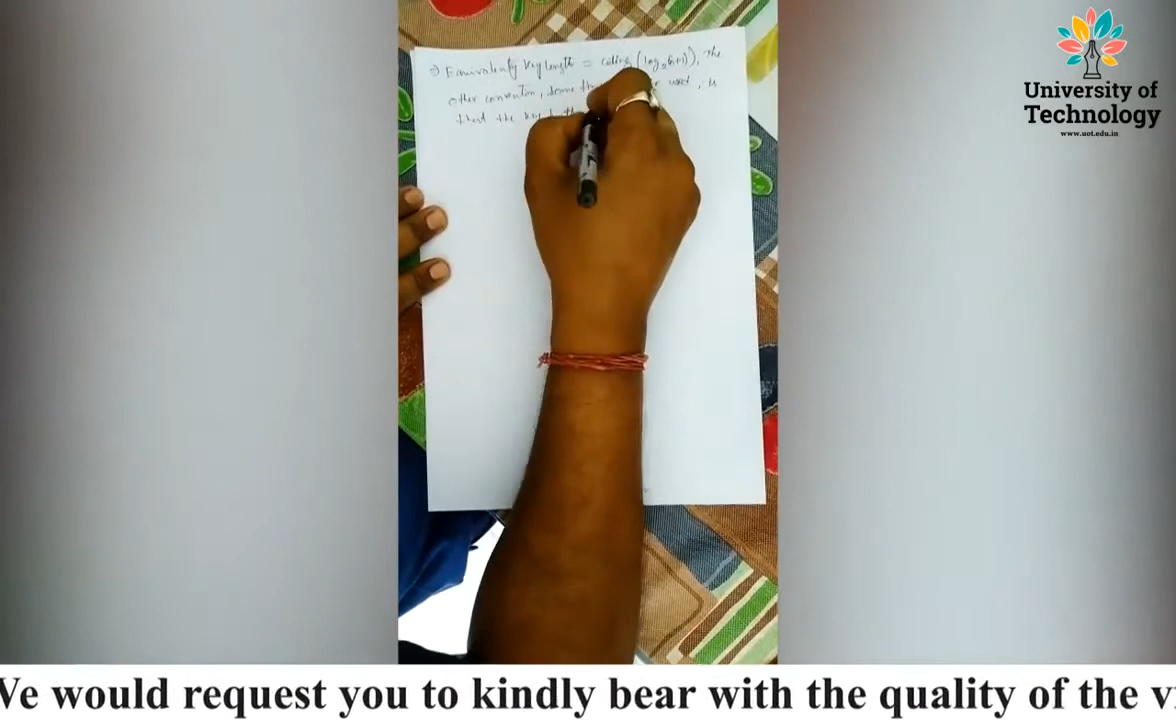 University of
Technology
www.uot.edu.in
Equivalently key length = ceiling (log₂(n+1)), the
other convention, some used, is
that the key
We would request you to kindly bear with the quality of the